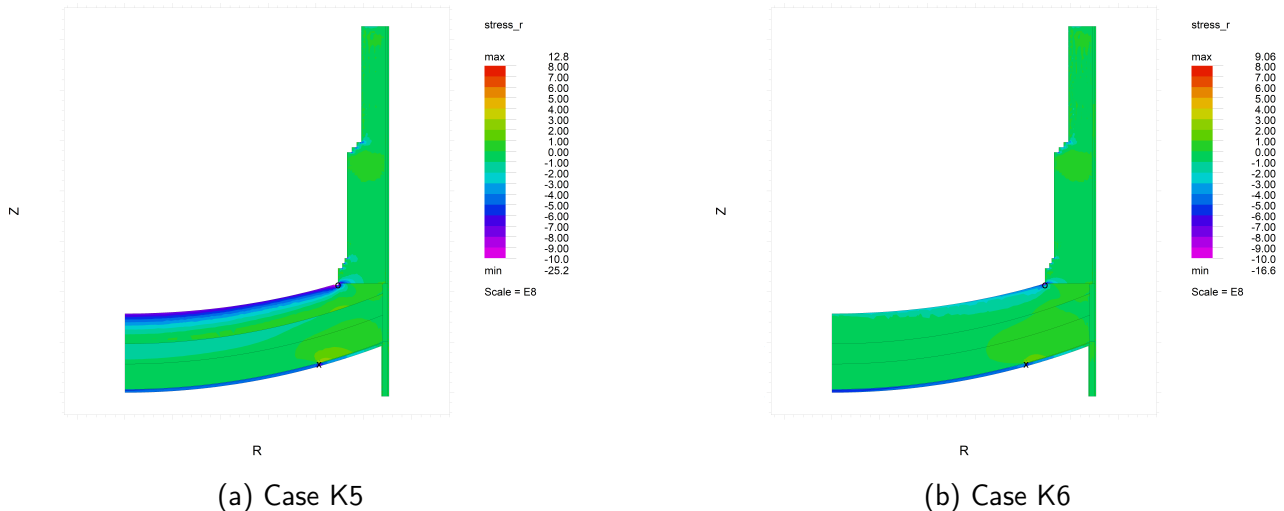 stress_r
max 12.8
8.00
7.00
6.00
5.00
4.00
3.00
2.00
1.00
0.00
-1.00
-2.00
-3.00
-4.00
-5.00
-6.00
-7.00
-8.00
-9.00
-10.0
min -25.2
Scale = E8
Z
R
(a) Case K5
stress_r
max 9.06
8.00
7.00
6.00
5.00
4.00
3.00
2.00
1.00
0.00
-1.00
-2.00
-3.00
-4.00
-5.00
-6.00
-7.00
-8.00
-9.00
-10.0
min -16.6
Scale = E8
Z
R
(b) Case K6